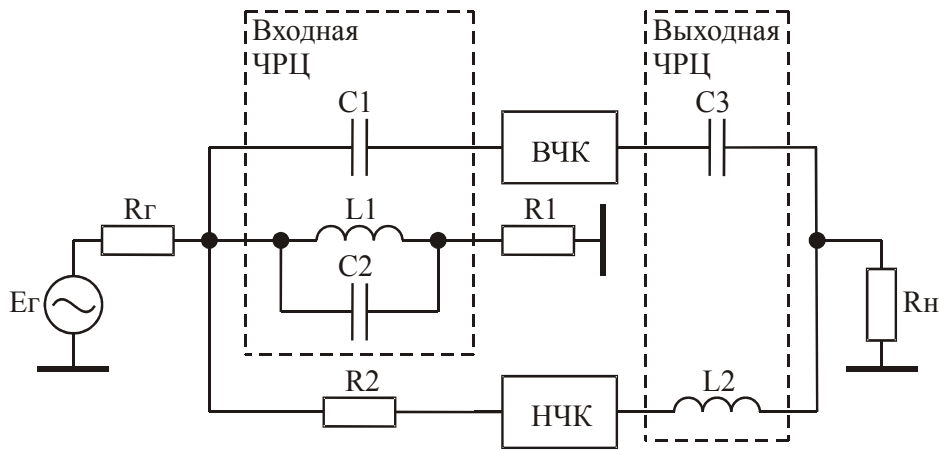 Входная
ЧРЦ
Выходная
ЧРЦ
C1
C3
ВЧК
Rг
L1
R1
C2
Eг
Rн
R2
L2
НЧК